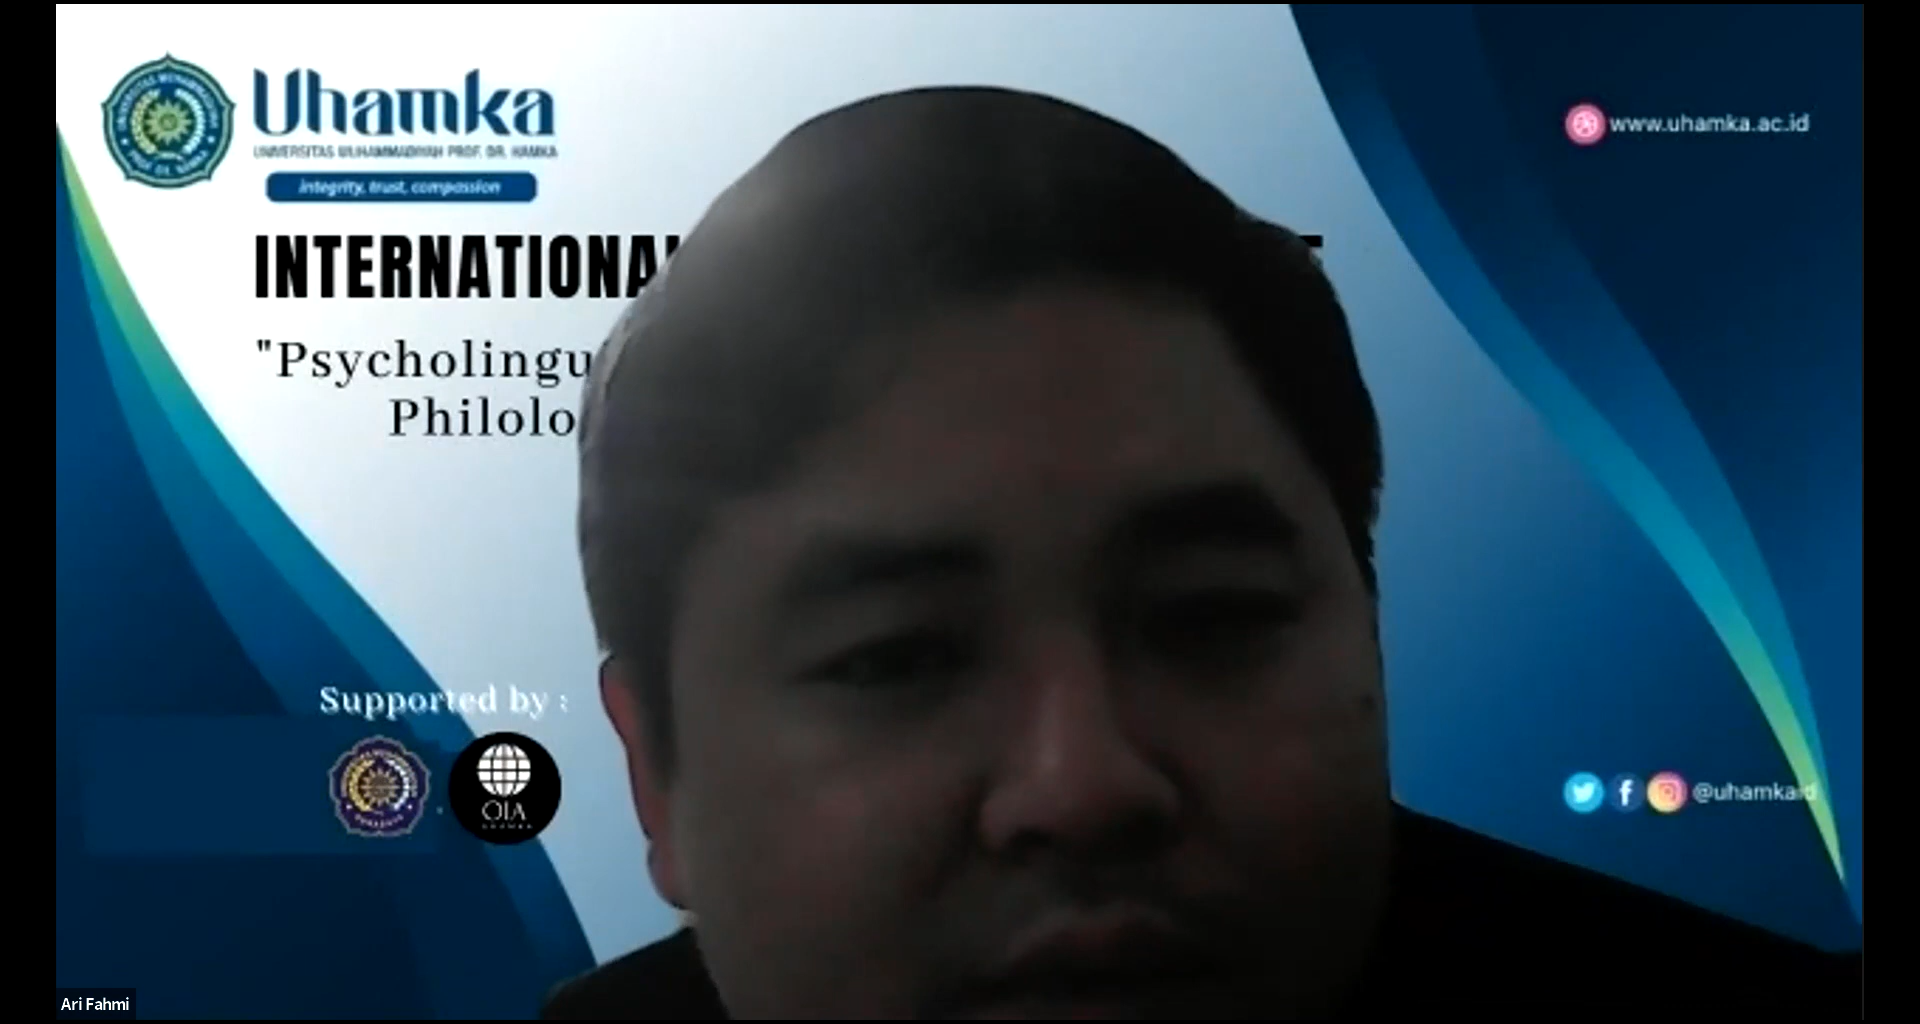 Uhamka
UNIVERSITAS MUHAMMADIYAH PROF. DR. HAMKA
integrity, trust, compassion
www.uhamka.ac.id
INTERNATIONA
"Psycholingu
Philolo
Supported by :
OIA
UHAMKA
@uhamkaid
Ari Fahmi